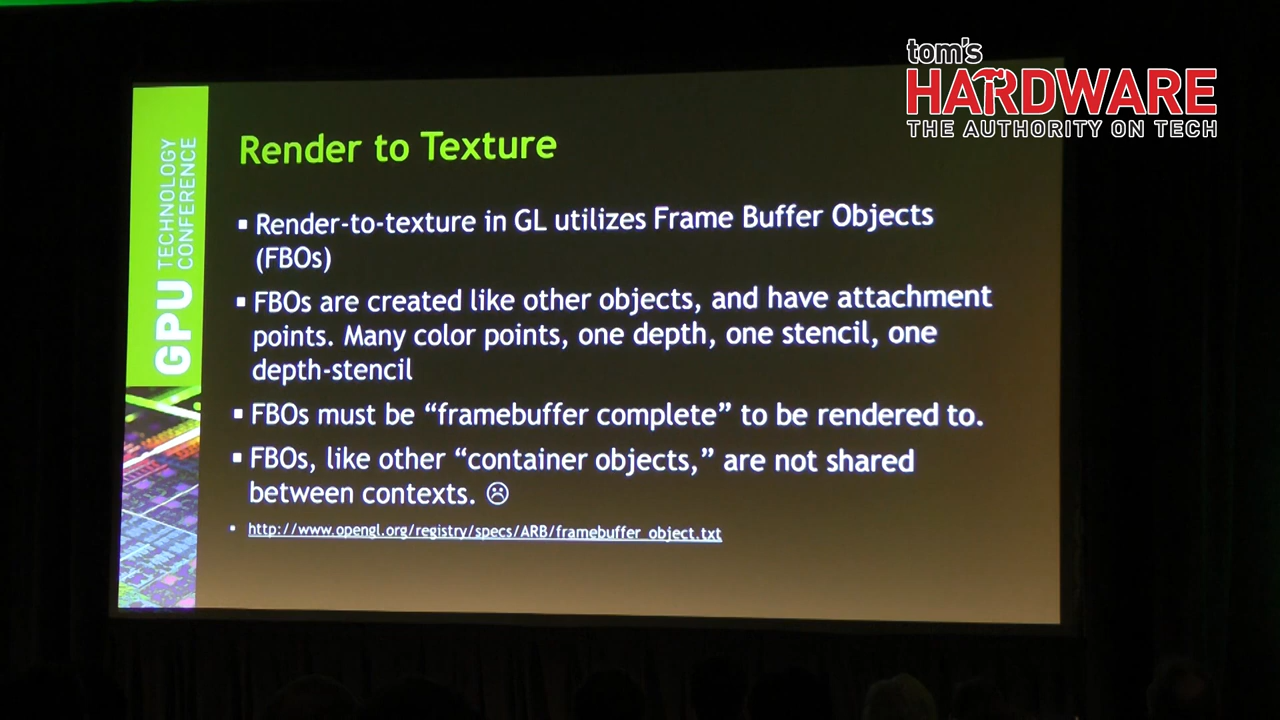 tom's
HARDWARE
THE AUTHORITY ON TECH
GPU TECHNOLOGY
CONFERENCE
Render to Texture
▪ Render-to-texture in GL utilizes Frame Buffer Objects
(FBOs)
▪ FBOs are created like other objects, and have attachment
points. Many color points, one depth, one stencil, one
depth-stencil
▪ FBOs must be “framebuffer complete” to be rendered to.
▪ FBOs, like other “container objects,” are not shared
between contexts. ☹
• http://www.opengl.org/registry/specs/ARB/framebuffer_object.txt